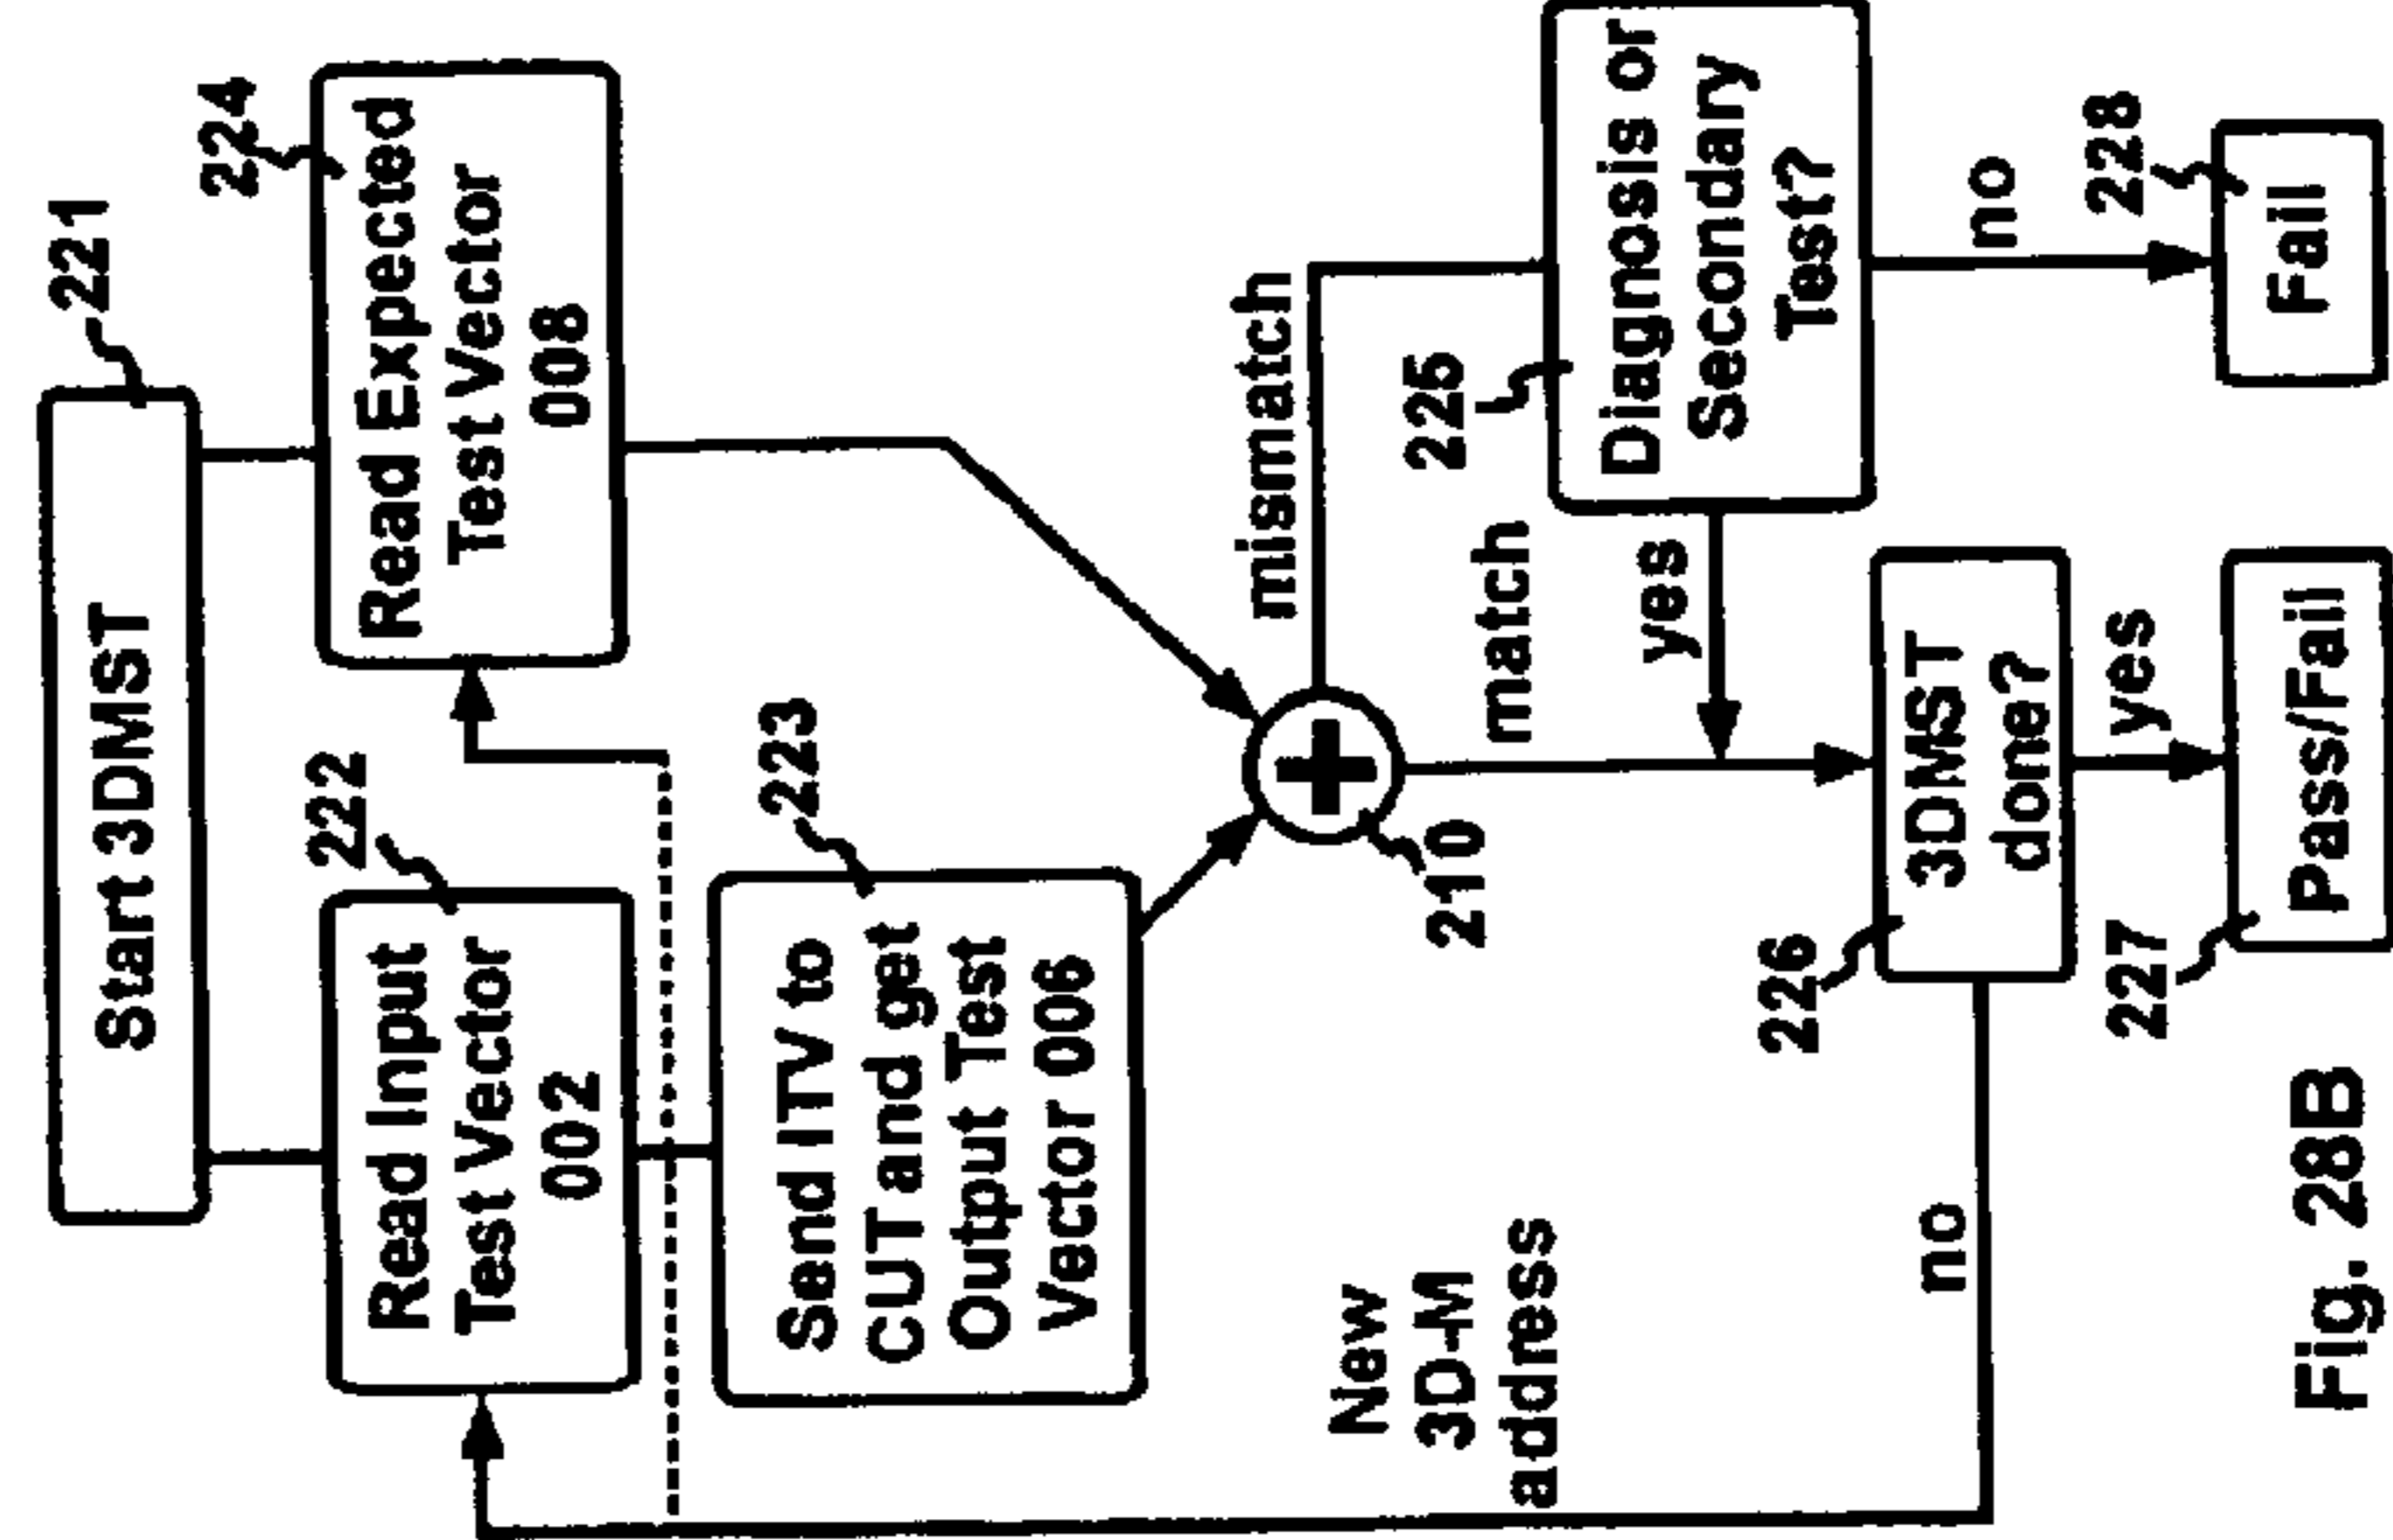 Start 3DMST
221
222
Read Input
Test Vector
002
224
Read Expected
Test Vector
008
223
Send ITV to
CUT and get
Output Test
Vector 006
210
mismatch
match
225
Diagnosis or
Secondary
Test?
yes
no
New
3D-M
address
226
3DMST
done?
no
yes
227
Pass/Fail
228
Fail
Fig. 28B